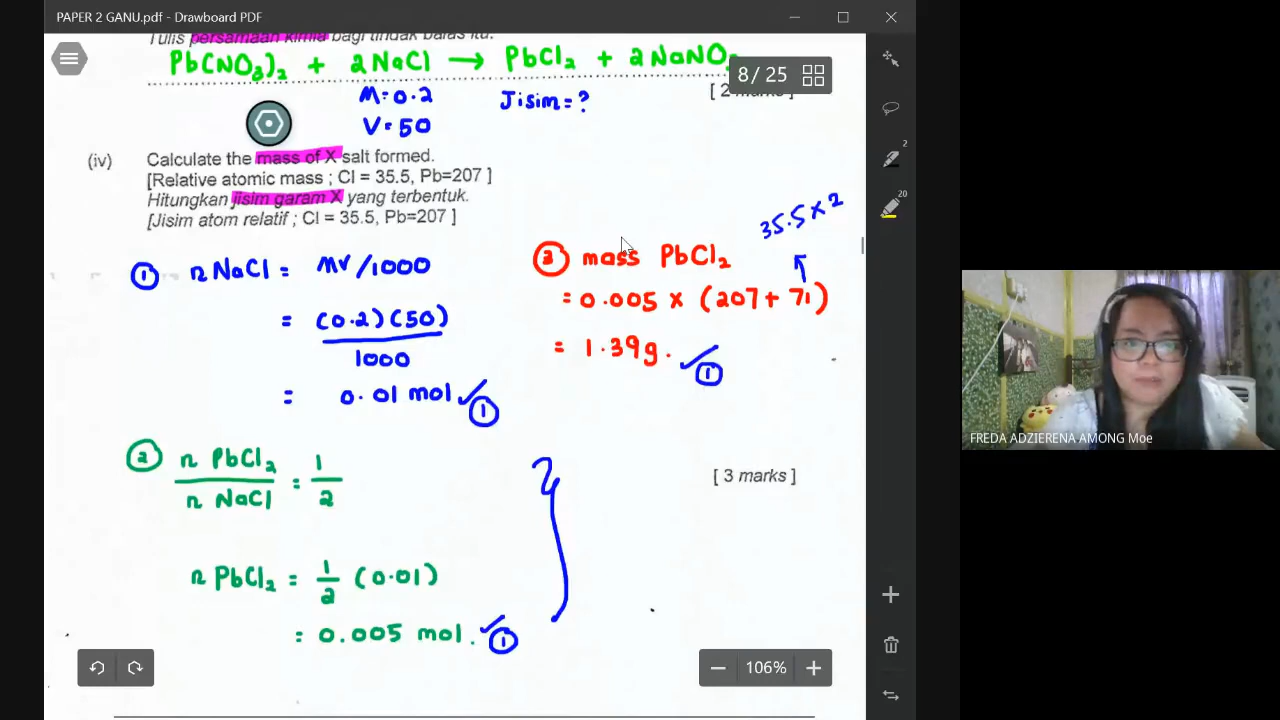 PAPER 2 GANU.pdf - Drawboard PDF
Tulis persamaan kimia bagi tindak balas itu.
Pb(NO3)2 + 2NaCl → PbCl2 + 2NaNO3
8 / 25
[ 2 marks ]
M = 0.2
V = 50
Jisim = ?
(iv) Calculate the mass of X salt formed.
[Relative atomic mass ; Cl = 35.5, Pb=207 ]
Hitungkan jisim garam X yang terbentuk.
[Jisim atom relatif ; Cl = 35.5, Pb=207 ]
① n NaCl = MV/1000
= (0.2)(50)
1000
= 0.01 mol ✓①
② n PbCl2 = 1
n NaCl 2
n PbCl2 = 1/2 (0.01)
= 0.005 mol. ✓①
③ mass PbCl2
35.5 x 2
= 0.005 x (207 + 71)
= 1.39g. ✓①
[ 3 marks ]
2
20
106%
FREDA ADZIERENA AMONG Moe